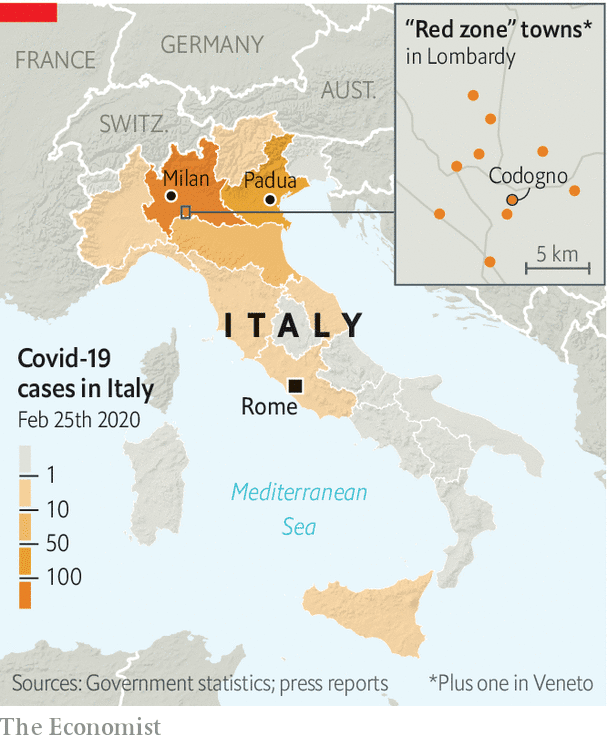 FRANCE
GERMANY
AUST.
SWITZ.
Milan
Padua
“Red zone” towns*
in Lombardy
Codogno
5 km
ITALY
Covid-19
cases in Italy
Feb 25th 2020
1
10
50
100
Rome
Mediterranean
Sea
Sources: Government statistics; press reports
*Plus one in Veneto
The Economist